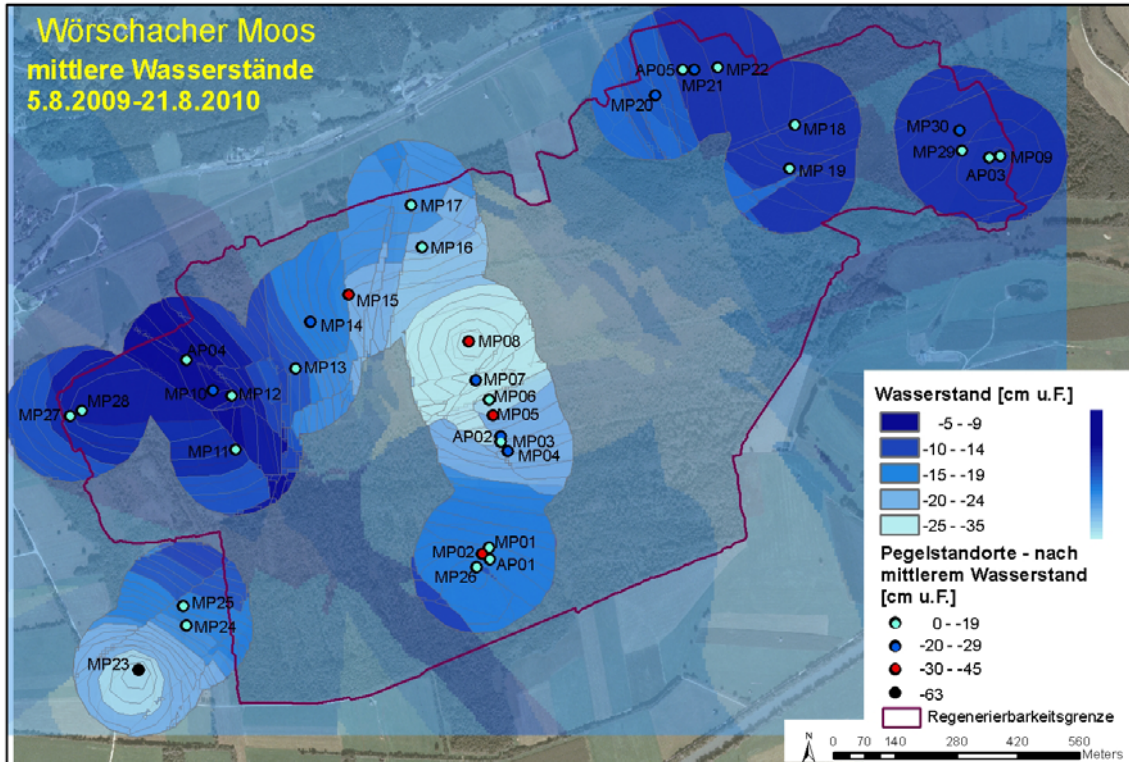 Wörschacher Moos
mittlere Wasserstände
5.8.2009-21.8.2010
AP05
MP21
MP22
MP20
MP18
MP 19
MP30
MP29
MP09
AP03
MP17
MP16
MP15
MP14
MP13
MP08
MP07
MP06
MP05
AP02
MP03
MP04
AP04
MP10
MP12
MP28
MP27
MP11
MP01
MP02
AP01
MP26
MP25
MP24
MP23
Wasserstand [cm u.F.]
-5 - -9
-10 - -14
-15 - -19
-20 - -24
-25 - -35
Pegelstandorte - nach
mittlerem Wasserstand
[cm u.F.]
0 - -19
-20 - -29
-30 - -45
-63
Regenerierbarkeitsgrenze
N
0 70 140 280 420 560
Meters